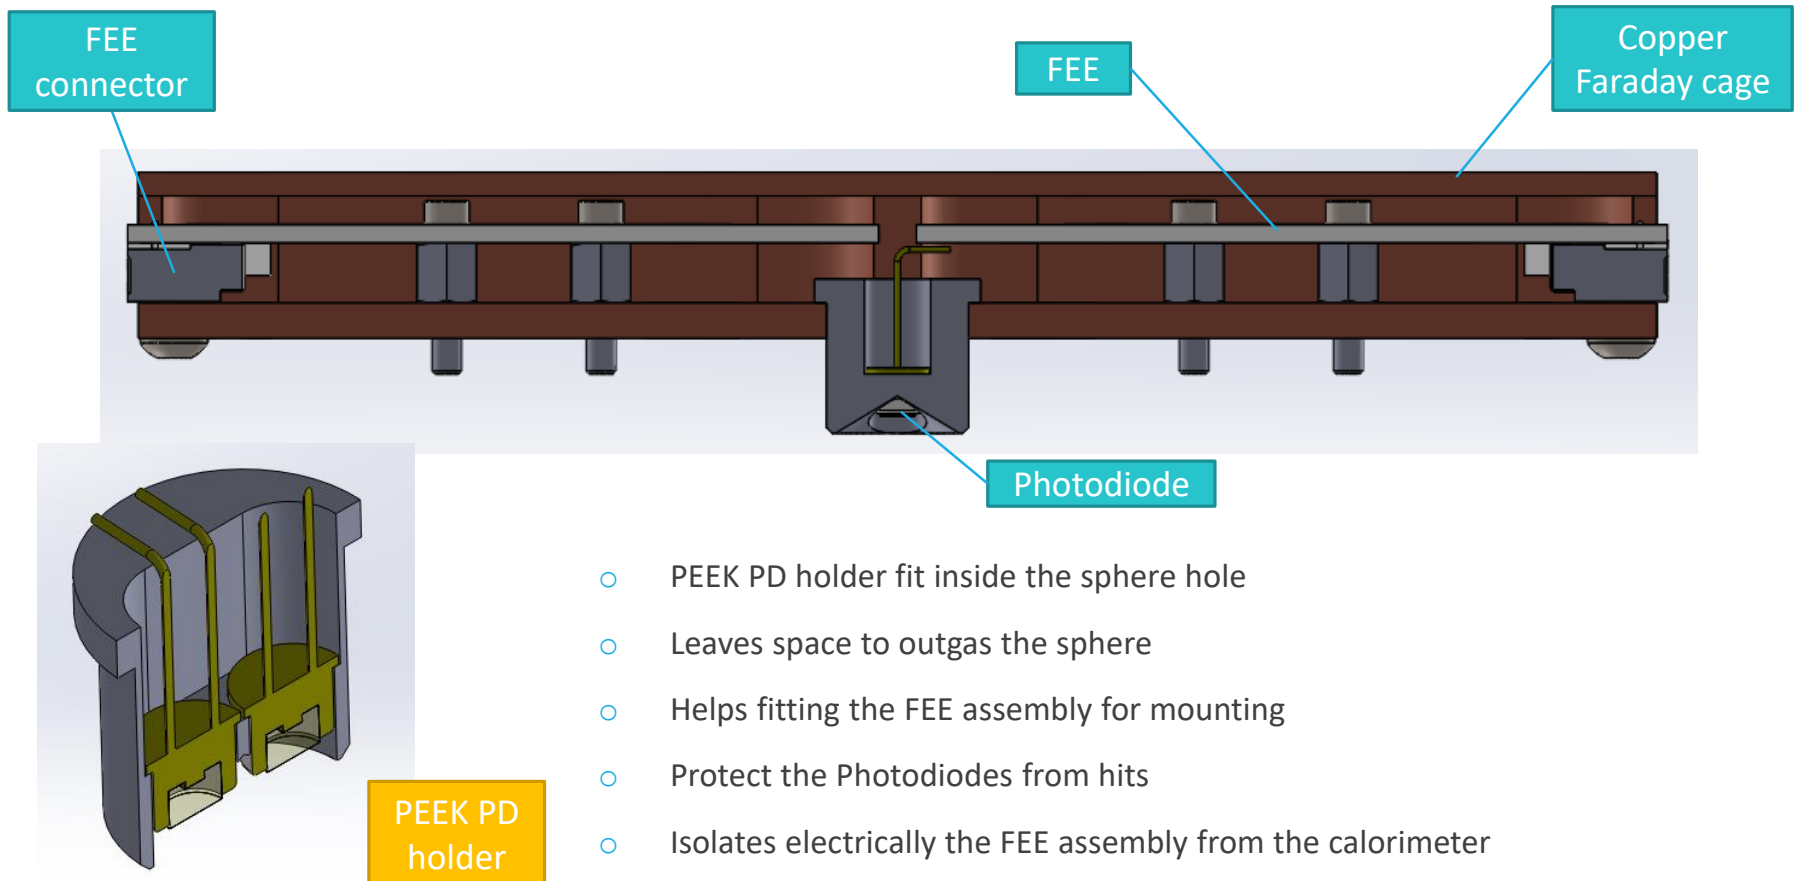 FEE
connector
FEE
Copper
Faraday cage
Photodiode
PEEK PD
holder
PEEK PD holder fit inside the sphere hole
Leaves space to outgas the sphere
Helps fitting the FEE assembly for mounting
Protect the Photodiodes from hits
Isolates electrically the FEE assembly from the calorimeter